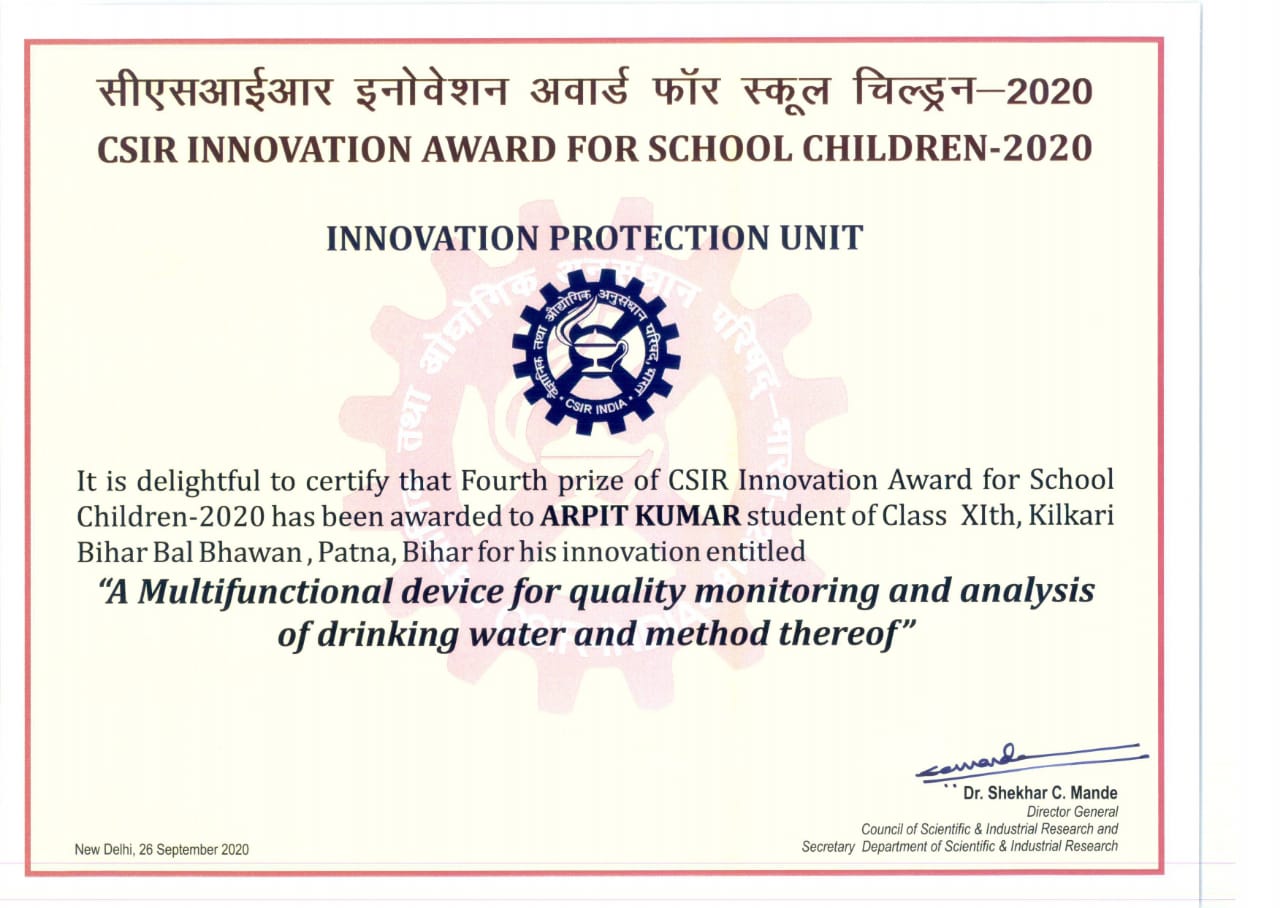 सीएसआईआर इनोवेशन अवार्ड फॉर स्कूल चिल्ड्रन–2020
CSIR INNOVATION AWARD FOR SCHOOL CHILDREN-2020
INNOVATION PROTECTION UNIT
वैज्ञानिक तथा औद्योगिक अनुसंधान परिषद, भारत
• CSIR INDIA •
It is delightful to certify that Fourth prize of CSIR Innovation Award for School
Children-2020 has been awarded to ARPIT KUMAR student of Class XIth, Kilkari
Bihar Bal Bhawan , Patna, Bihar for his innovation entitled
“A Multifunctional device for quality monitoring and analysis
of drinking water and method thereof”
Dr. Shekhar C. Mande
Director General
Council of Scientific & Industrial Research and
Secretary Department of Scientific & Industrial Research
New Delhi, 26 September 2020